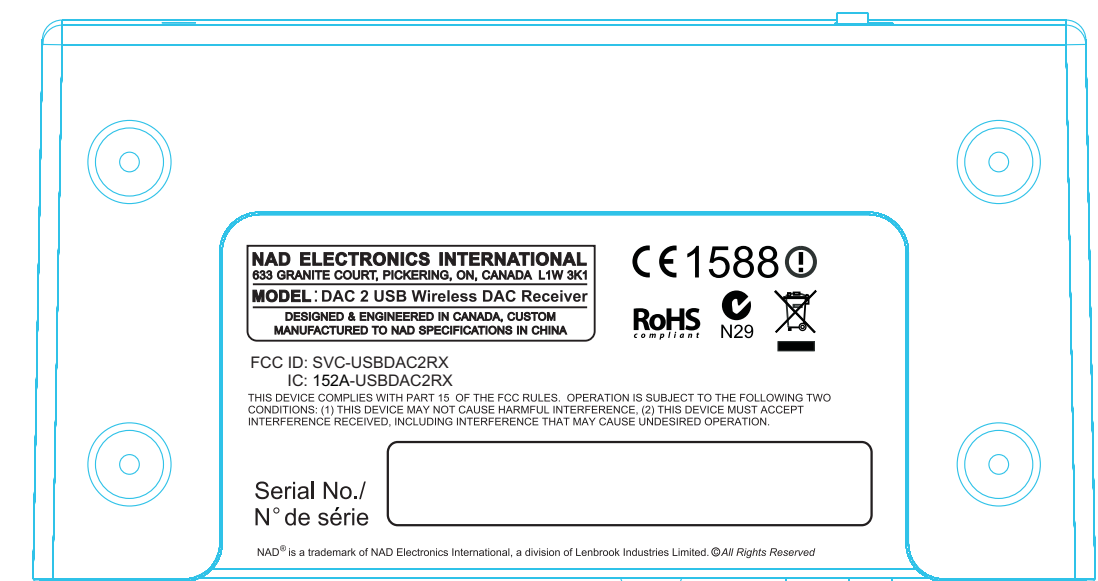 NAD ELECTRONICS INTERNATIONAL
633 GRANITE COURT, PICKERING, ON, CANADA L1W 3K1
MODEL : DAC 2 USB Wireless DAC Receiver
DESIGNED & ENGINEERED IN CANADA, CUSTOM
MANUFACTURED TO NAD SPECIFICATIONS IN CHINA
CE 1588
RoHS
compliant
N29
FCC ID: SVC-USBDAC2RX
IC: 152A-USBDAC2RX
THIS DEVICE COMPLIES WITH PART 15 OF THE FCC RULES. OPERATION IS SUBJECT TO THE FOLLOWING TWO
CONDITIONS: (1) THIS DEVICE MAY NOT CAUSE HARMFUL INTERFERENCE, (2) THIS DEVICE MUST ACCEPT
INTERFERENCE RECEIVED, INCLUDING INTERFERENCE THAT MAY CAUSE UNDESIRED OPERATION.
Serial No./
N° de série
NAD® is a trademark of NAD Electronics International, a division of Lenbrook Industries Limited. ©All Rights Reserved